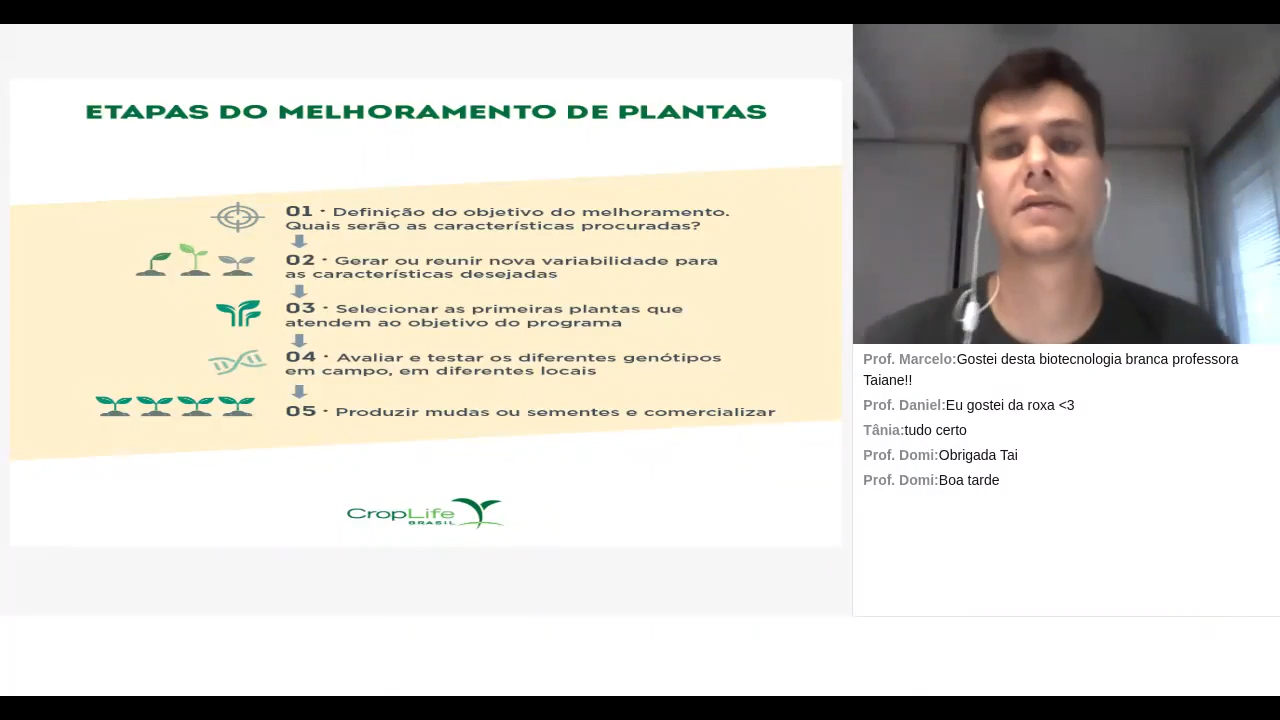 ETAPAS DO MELHORAMENTO DE PLANTAS
01 · Definição do objetivo do melhoramento.
Quais serão as características procuradas?
02 · Gerar ou reunir nova variabilidade para
as características desejadas
03 · Selecionar as primeiras plantas que
atendem ao objetivo do programa
04 · Avaliar e testar os diferentes genótipos
em campo, em diferentes locais
05 · Produzir mudas ou sementes e comercializar
CropLife
BRASIL
Prof. Marcelo:Gostei desta biotecnologia branca professora
Taiane!!
Prof. Daniel:Eu gostei da roxa <3
Tânia:tudo certo
Prof. Domi:Obrigada Tai
Prof. Domi:Boa tarde